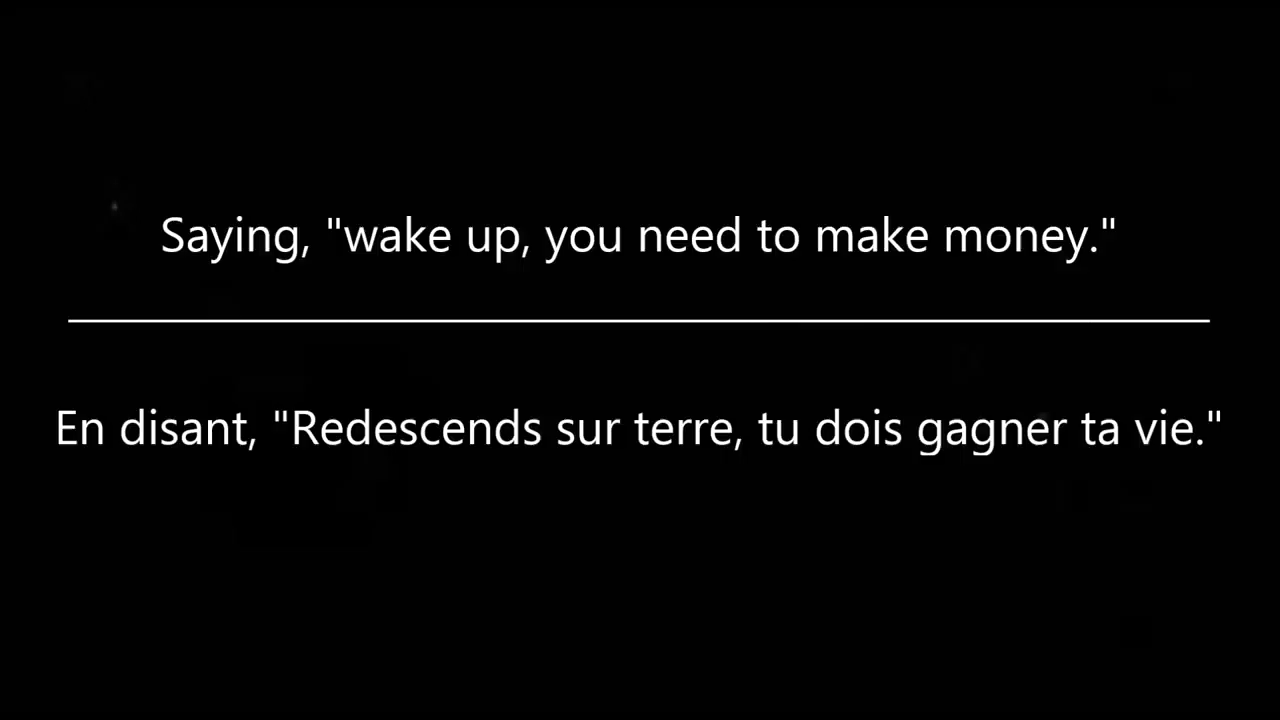 Saying, "wake up, you need to make money."
En disant, "Redescends sur terre, tu dois gagner ta vie."